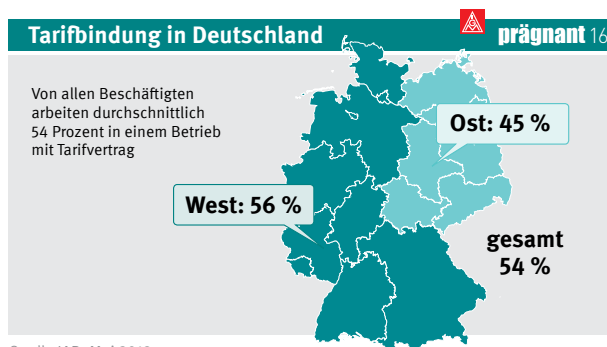 Tarifbindung in Deutschland
prägnant 16
Von allen Beschäftigten
arbeiten durchschnittlich
54 Prozent in einem Betrieb
mit Tarifvertrag
Ost: 45 %
West: 56 %
gesamt
54 %